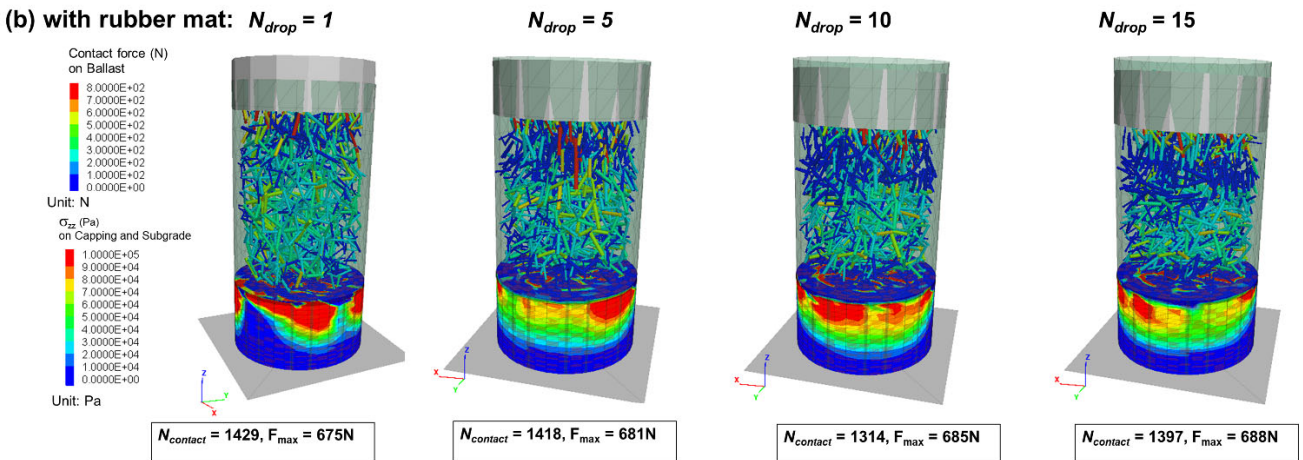 (b) with rubber mat: N_drop = 1 N_drop = 5 N_drop = 10 N_drop = 15
Contact force (N)
on Ballast
8.0000E+02
7.0000E+02
6.0000E+02
5.0000E+02
4.0000E+02
3.0000E+02
2.0000E+02
1.0000E+02
0.0000E+00
Unit: N
σzz (Pa)
on Capping and Subgrade
1.0000E+05
9.0000E+04
8.0000E+04
7.0000E+04
6.0000E+04
5.0000E+04
4.0000E+04
3.0000E+04
2.0000E+04
1.0000E+04
0.0000E+00
Unit: Pa
Z
Y
X
Z
X
Y
Z
X
Y
Z
X
Y
N_contact = 1429, F_max = 675N
N_contact = 1418, F_max = 681N
N_contact = 1314, F_max = 685N
N_contact = 1397, F_max = 688N